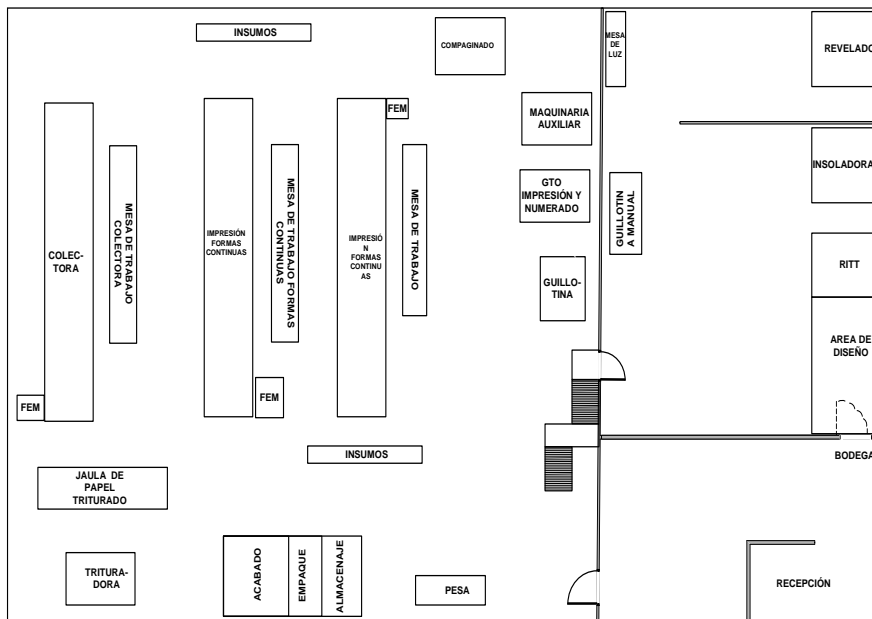 INSUMOS
COMPAGINADO
MESA
DE
LUZ
REVELADO
FEM
MAQUINARIA
AUXILIAR
INSOLADORA
GTO
IMPRESIÓN Y
NUMERADO
GUILLOTIN
A MANUAL
MESA DE TRABAJO
COLECTORA
MESA DE TRABAJO FORMAS
CONTINUAS
MESA DE TRABAJO
COLEC-
TORA
IMPRESIÓN
FORMAS
CONTINUAS
IMPRESIÓ
N
FORMAS
CONTINU
AS
GUILLO-
TINA
RITT
AREA DE
DISEÑO
FEM
FEM
INSUMOS
BODEGA
JAULA DE
PAPEL
TRITURADO
TRITURA-
DORA
ACABADO
EMPAQUE
ALMACENAJE
PESA
RECEPCIÓN